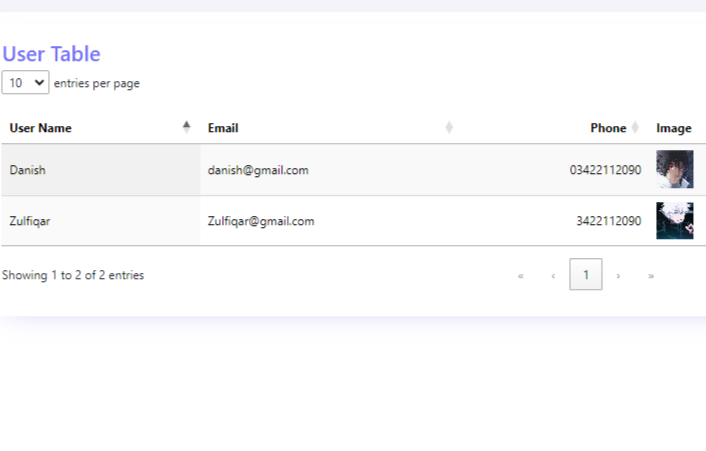 User Table
10 entries per page
User Name Email Phone Image
Danish danish@gmail.com 03422112090
Zulfiqar Zulfiqar@gmail.com 3422112090
Showing 1 to 2 of 2 entries « ‹ 1 › »